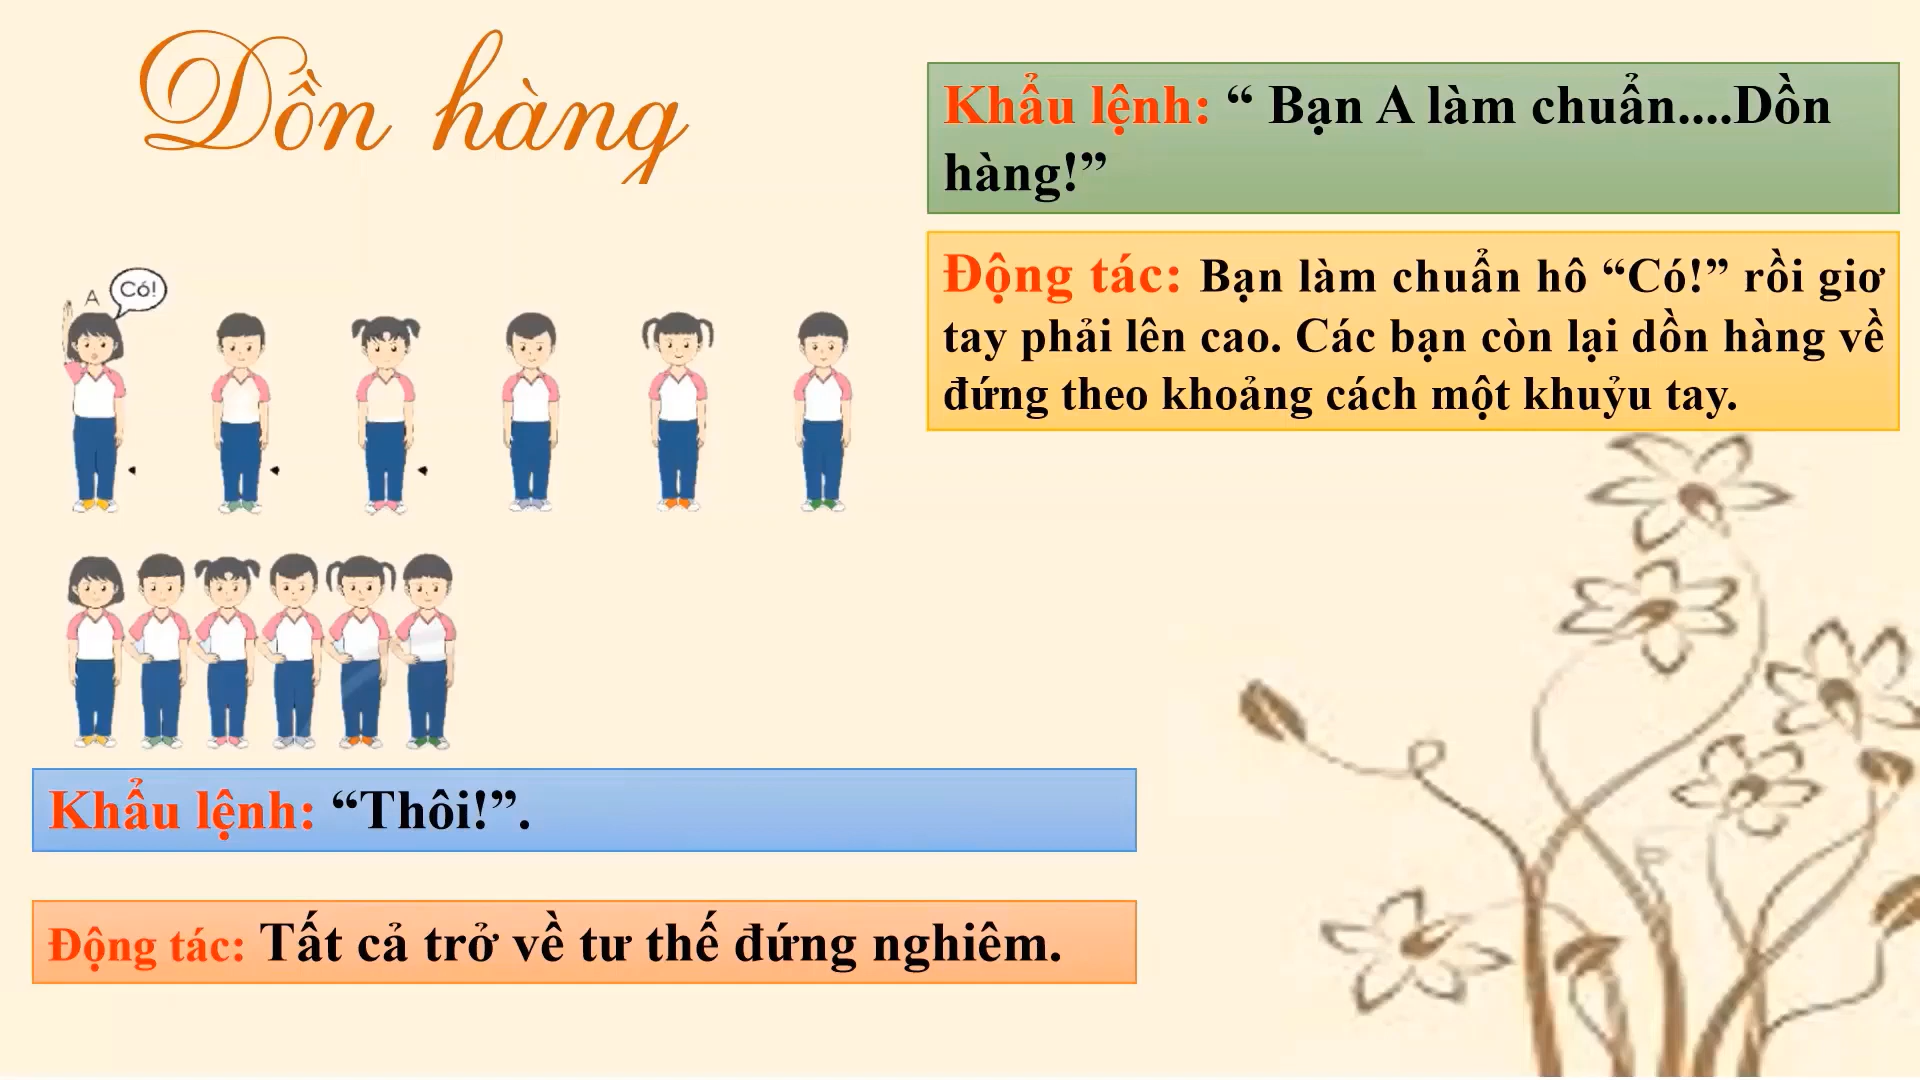 Dồn hàng
Khẩu lệnh: “ Bạn A làm chuẩn....Dồn
hàng!”
Động tác: Bạn làm chuẩn hô “Có!” rồi giơ
tay phải lên cao. Các bạn còn lại dồn hàng về
đứng theo khoảng cách một khuỷu tay.
A
Có!
Khẩu lệnh: “Thôi!”.
Động tác: Tất cả trở về tư thế đứng nghiêm.